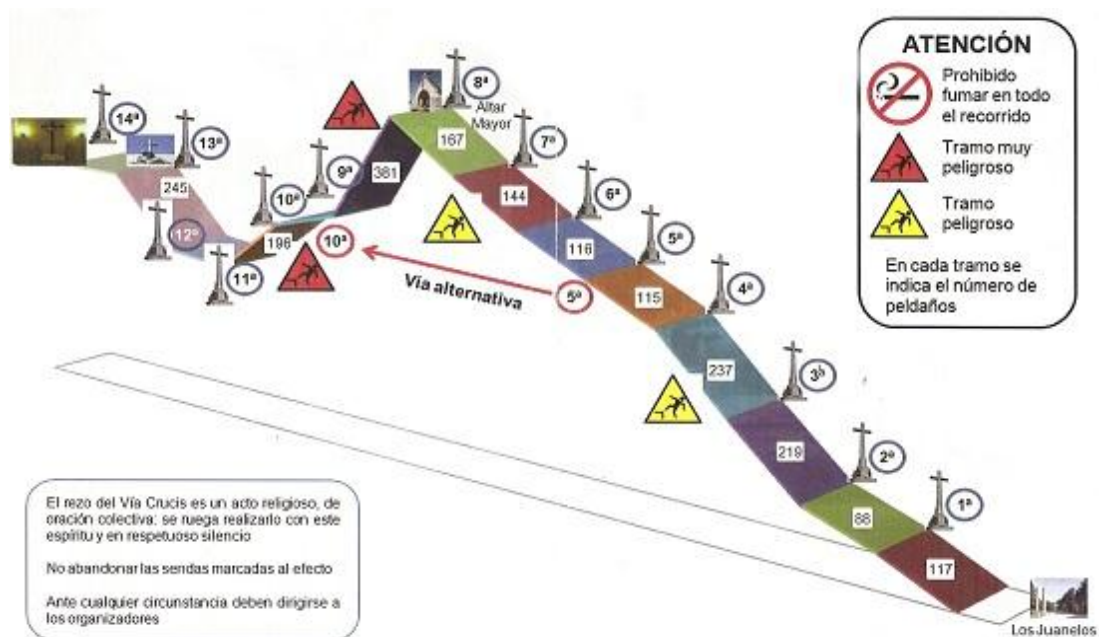 ATENCIÓN
Prohibido
fumar en todo
el recorrido
Tramo muy
peligroso
Tramo
peligroso
En cada tramo se
indica el número de
peldaños
14ª
13ª
245
12ª
11ª
10ª
196
10ª
9ª
381
8ª
Altar
Mayor
167
7ª
144
6ª
116
5ª
5ª
Vía alternativa
115
4ª
237
3ª
219
2ª
88
1ª
117
Los Juanelos
El rezo del Vía Crucis es un acto religioso, de
oración colectiva: se ruega realizarlo con este
espíritu y en respetuoso silencio
No abandonar las sendas marcadas al efecto
Ante cualquier circunstancia deben dirigirse a
los organizadores